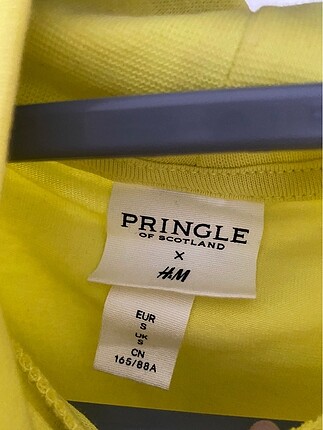 PRINGLE
OF SCOTLAND
×
H&M
EUR
S
UK
S
CN
165/88A